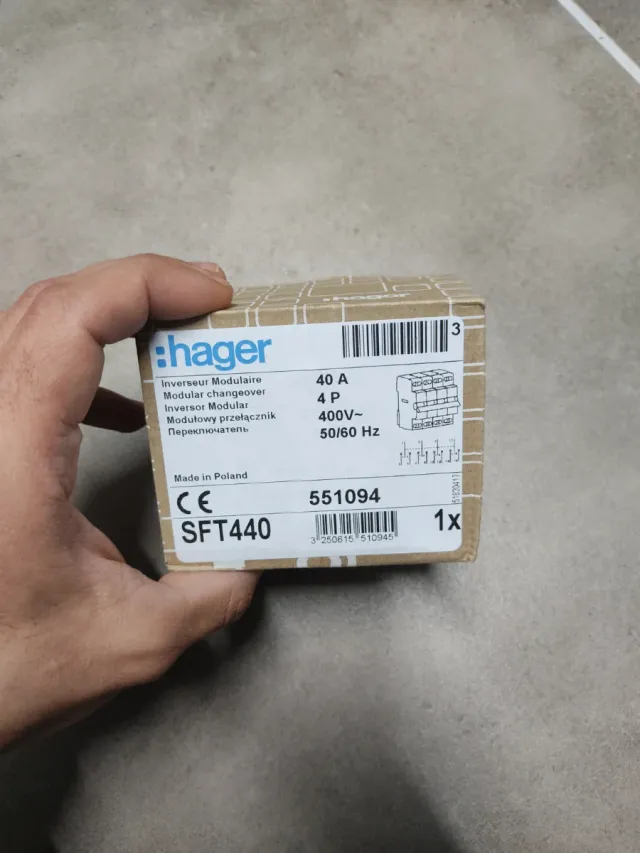 :hager
:hager
3
Inverseur Modulaire
Modular changeover
Inversor Modular
Modułowy przełącznik
Переключатель
40 A
4 P
400V~
50/60 Hz
Made in Poland
CE
551094
SFT440
3 250615 510945
1x